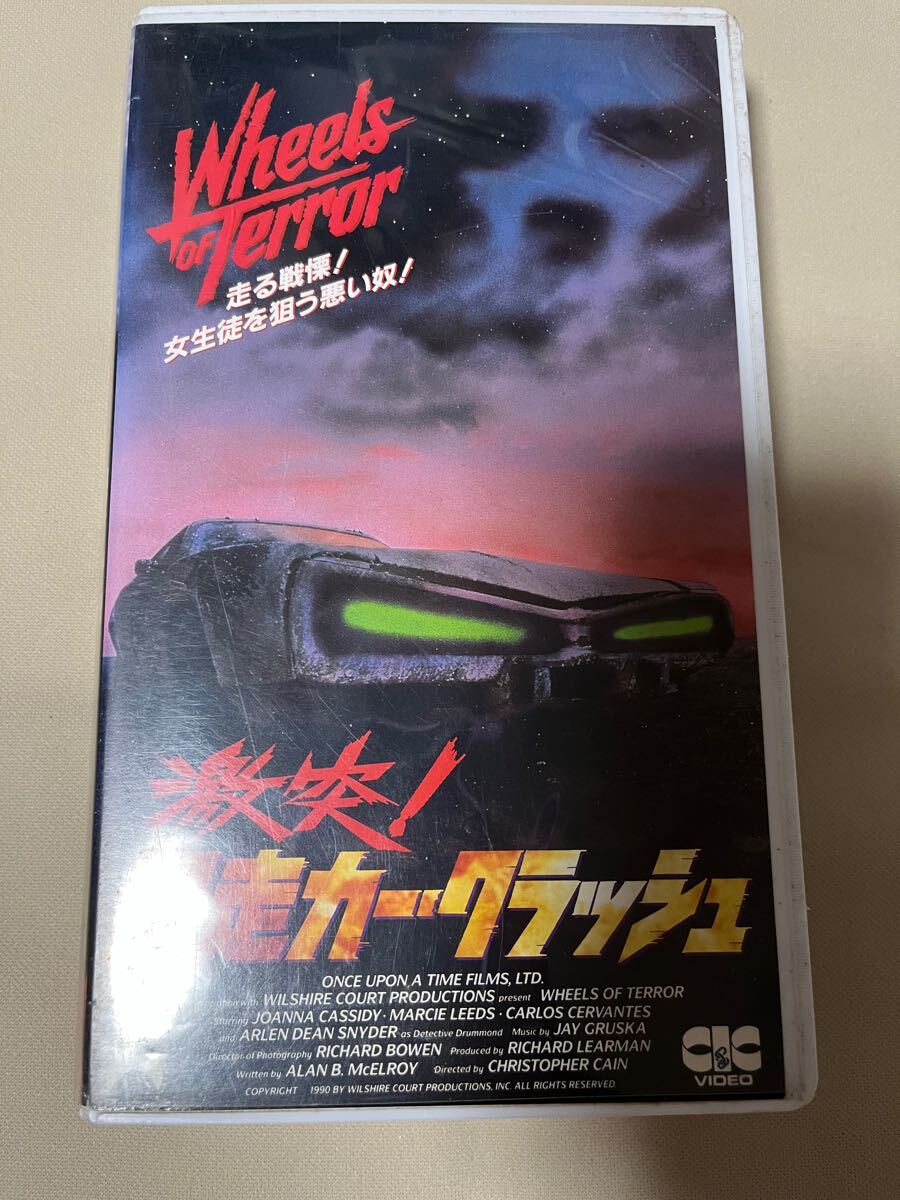 Wheels
OF Terror
走る戦慄!
女生徒を狙う悪い奴!
激突!
走カークラッシュ
ONCE UPON A TIME FILMS, LTD.
with WILSHIRE COURT PRODUCTIONS present WHEELS OF TERROR
Starring JOANNA CASSIDY · MARCIE LEEDS · CARLOS CERVANTES
and ARLEN DEAN SNYDER as Detective Drummond Music by JAY GRUSKA
Director of Photography RICHARD BOWEN Produced by RICHARD LEARMAN
Written by ALAN B. McELROY Directed by CHRISTOPHER CAIN
COPYRIGHT 1990 BY WILSHIRE COURT PRODUCTIONS, INC. ALL RIGHTS RESERVED
CIC
VIDEO